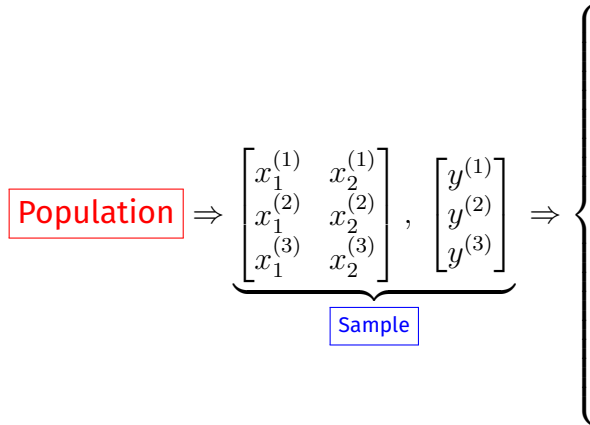 Population ⇒ [x_1^{(1)} x_2^{(1)}; x_1^{(2)} x_2^{(2)}; x_1^{(3)} x_2^{(3)}] , [y^{(1)}; y^{(2)}; y^{(3)}] ⇒ {
Sample